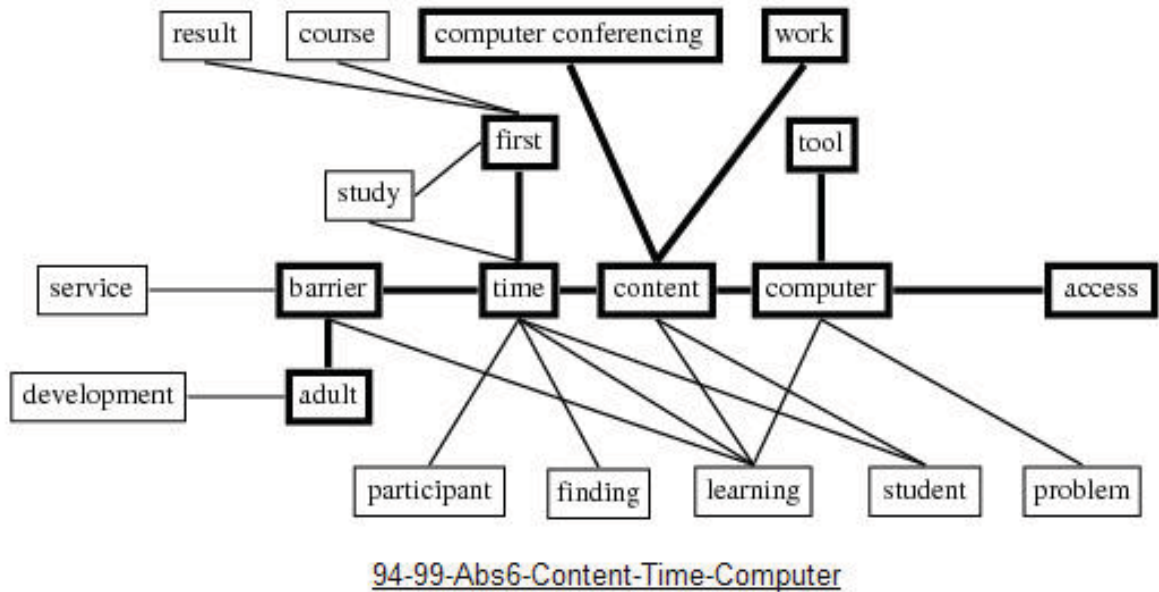 result
course
computer conferencing
work
first
tool
study
service
barrier
time
content
computer
access
development
adult
participant
finding
learning
student
problem
94-99-Abs6-Content-Time-Computer